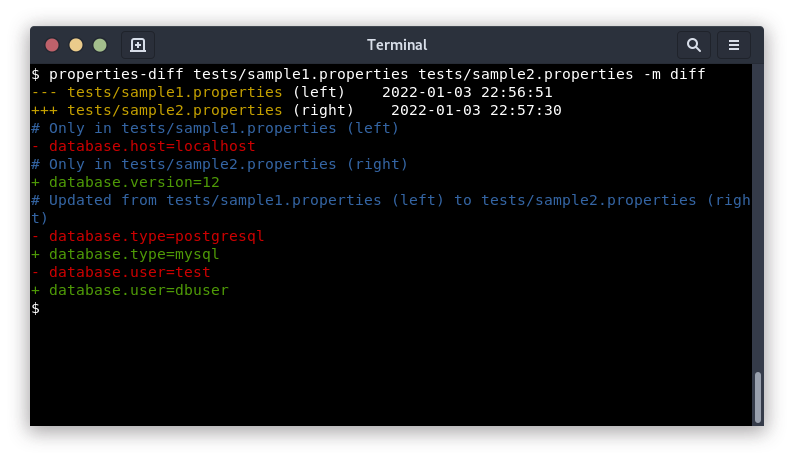 Terminal
$ properties-diff tests/sample1.properties tests/sample2.properties -m diff
--- tests/sample1.properties (left)    2022-01-03 22:56:51
+++ tests/sample2.properties (right)    2022-01-03 22:57:30
# Only in tests/sample1.properties (left)
- database.host=localhost
# Only in tests/sample2.properties (right)
+ database.version=12
# Updated from tests/sample1.properties (left) to tests/sample2.properties (righ
t)
- database.type=postgresql
+ database.type=mysql
- database.user=test
+ database.user=dbuser
$